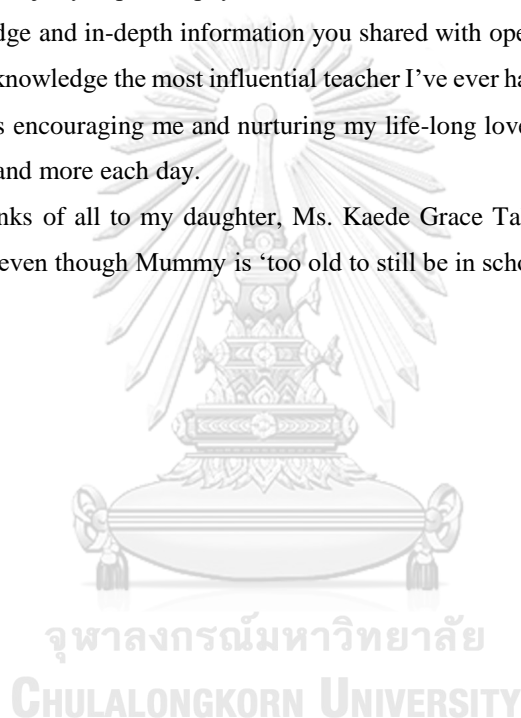 dge and in-depth information you shared with ope
knowledge the most influential teacher I’ve ever ha
s encouraging me and nurturing my life-long love
and more each day.
nks of all to my daughter, Ms. Kaede Grace Ta
even though Mummy is ‘too old to still be in scho
จุฬาลงกรณ์มหาวิทยาลัย
CHULALONGKORN UNIVERSITY